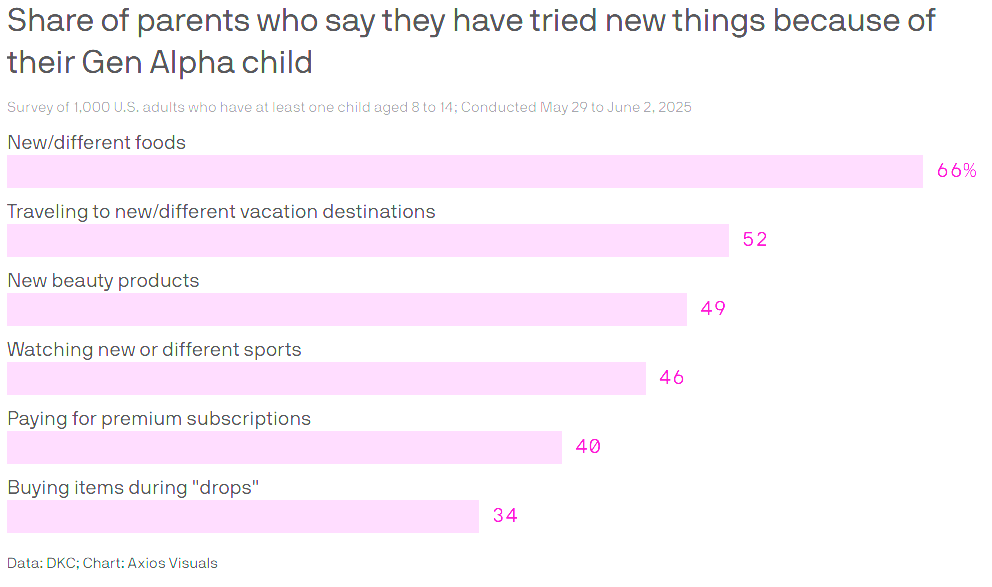 Share of parents who say they have tried new things because of
their Gen Alpha child
Survey of 1,000 U.S. adults who have at least one child aged 8 to 14; Conducted May 29 to June 2, 2025
New/different foods
66%
Traveling to new/different vacation destinations
52
New beauty products
49
Watching new or different sports
46
Paying for premium subscriptions
40
Buying items during "drops"
34
Data: DKC; Chart: Axios Visuals